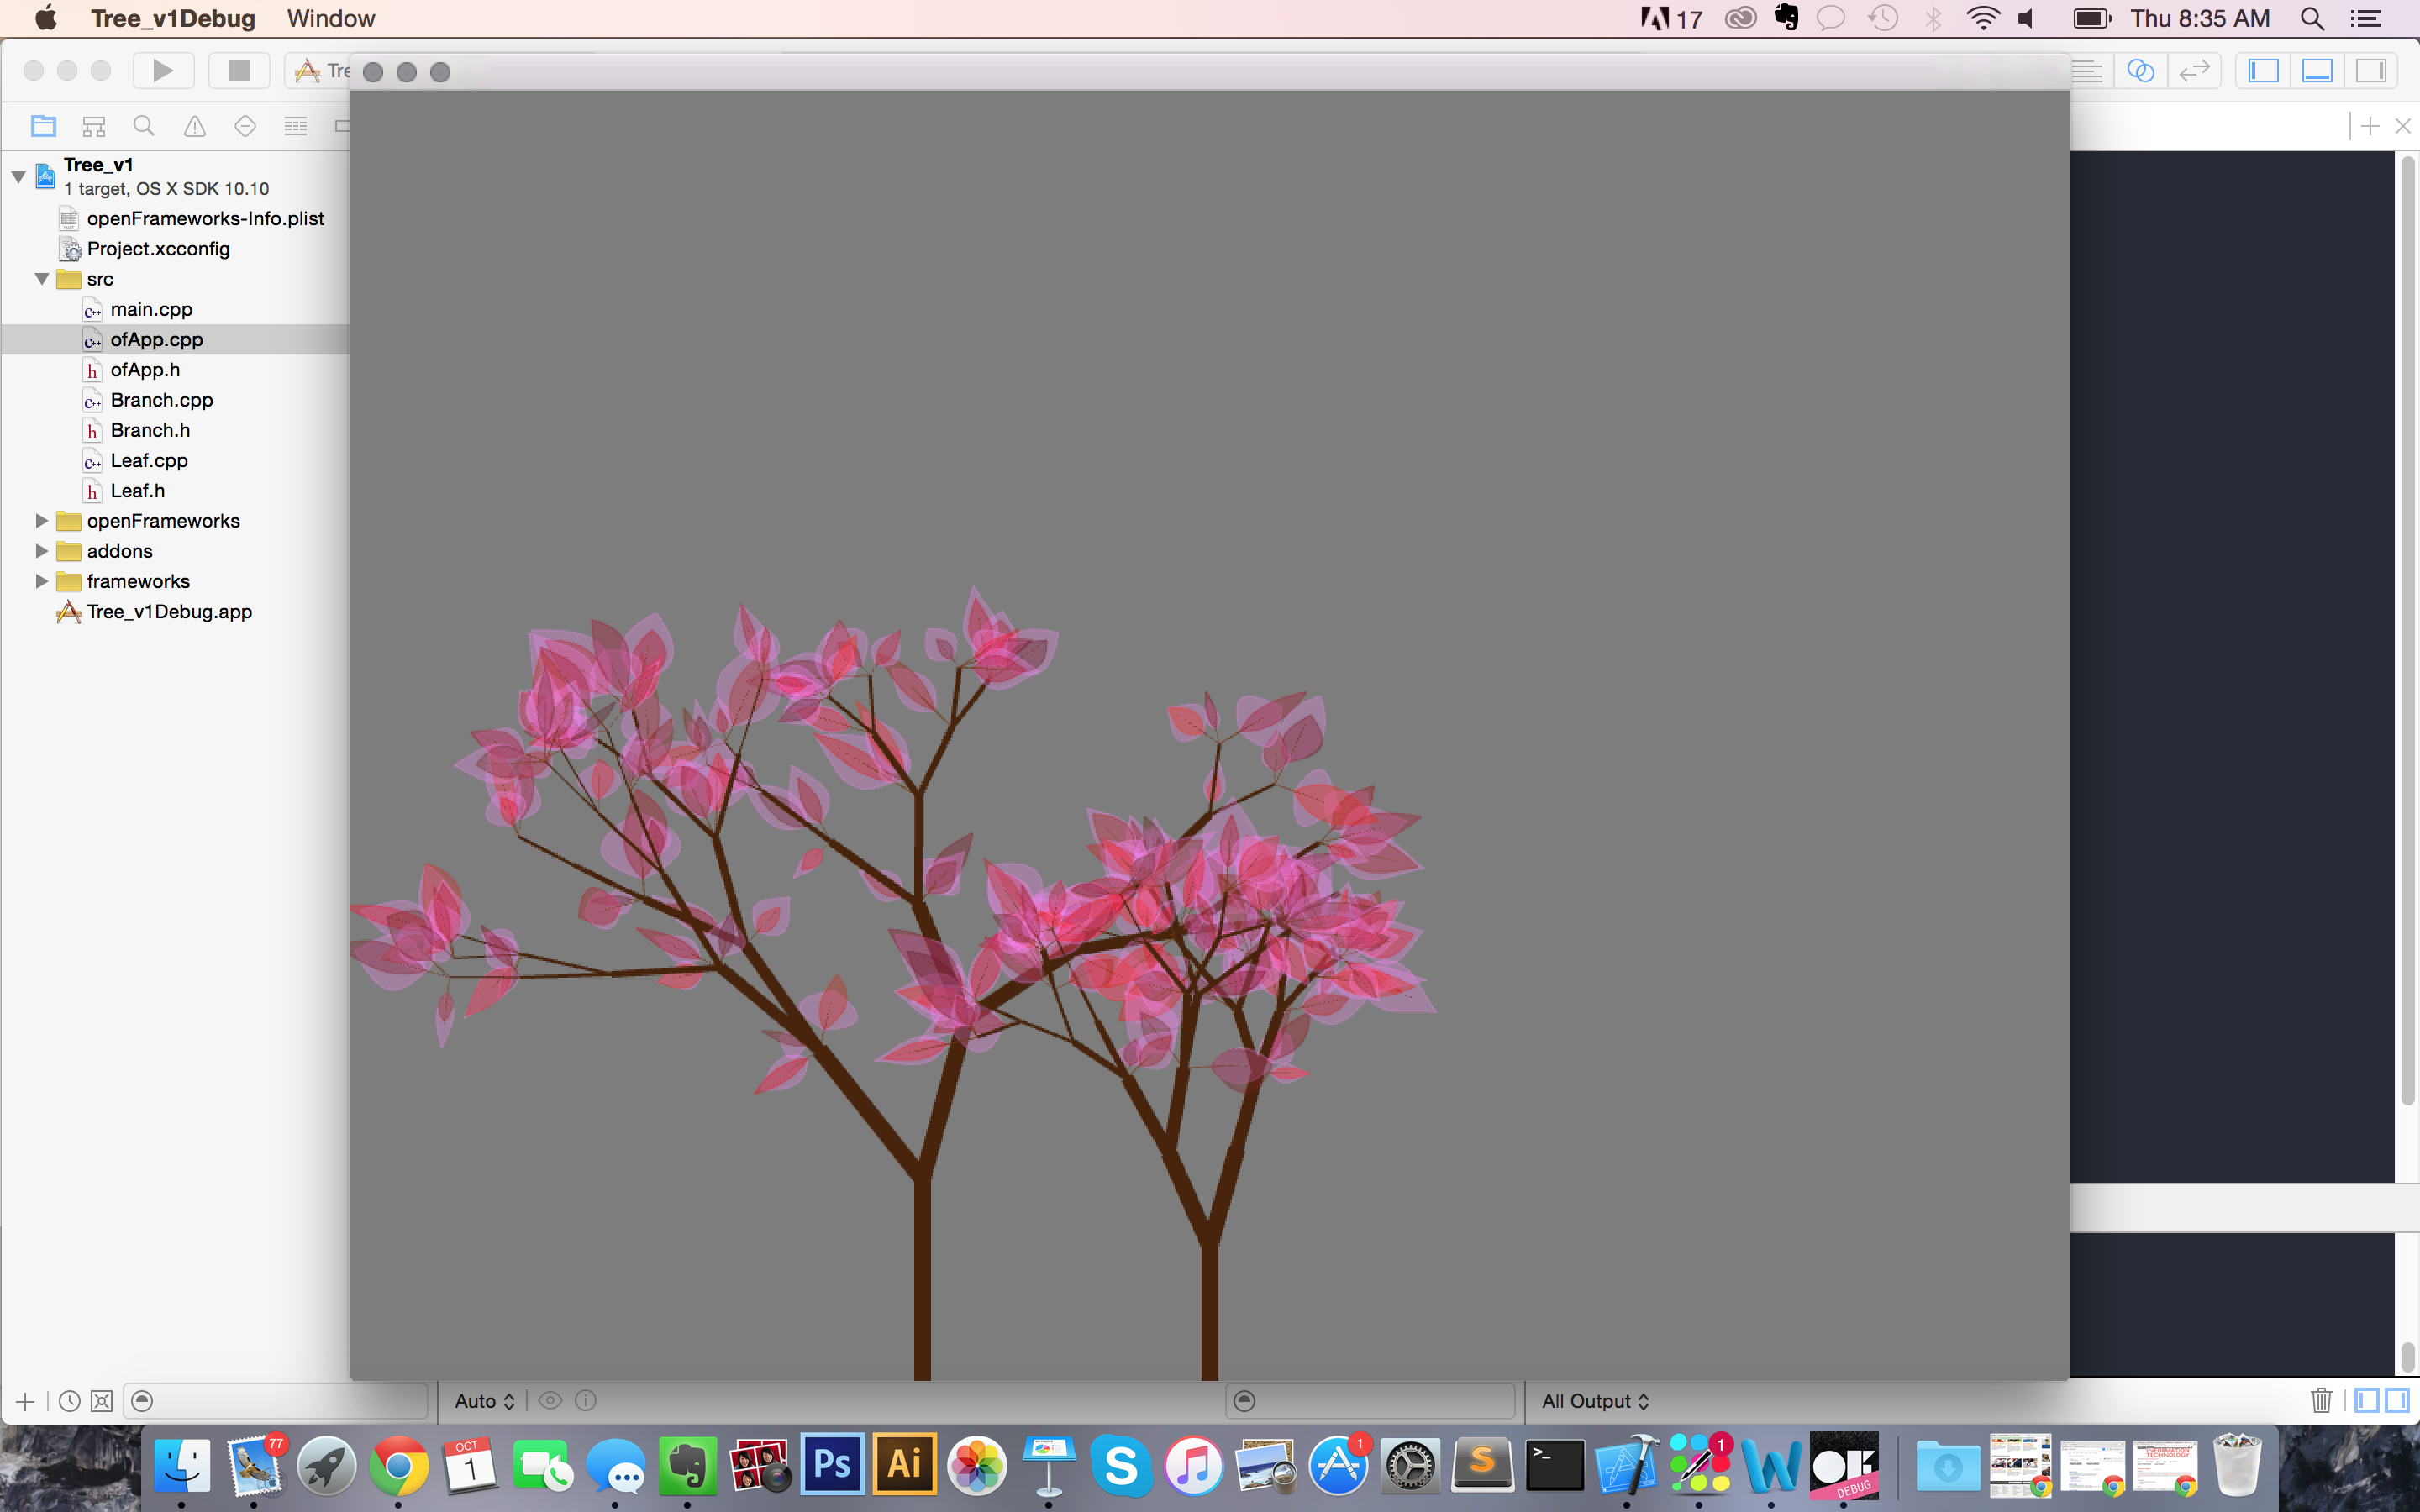 Tree_v1Debug Window 17 Thu 8:35 AM
Tre
Tree_v1
1 target, OS X SDK 10.10
openFrameworks-Info.plist
Project.xcconfig
src
C++ main.cpp
C++ ofApp.cpp
h ofApp.h
C++ Branch.cpp
h Branch.h
C++ Leaf.cpp
h Leaf.h
openFrameworks
addons
frameworks
Tree_v1Debug.app
Auto All Output
77 OCT 1 Ps Ai S 1 S >_ 1 W DEBUG
INFORMATION TECHNOLOGY